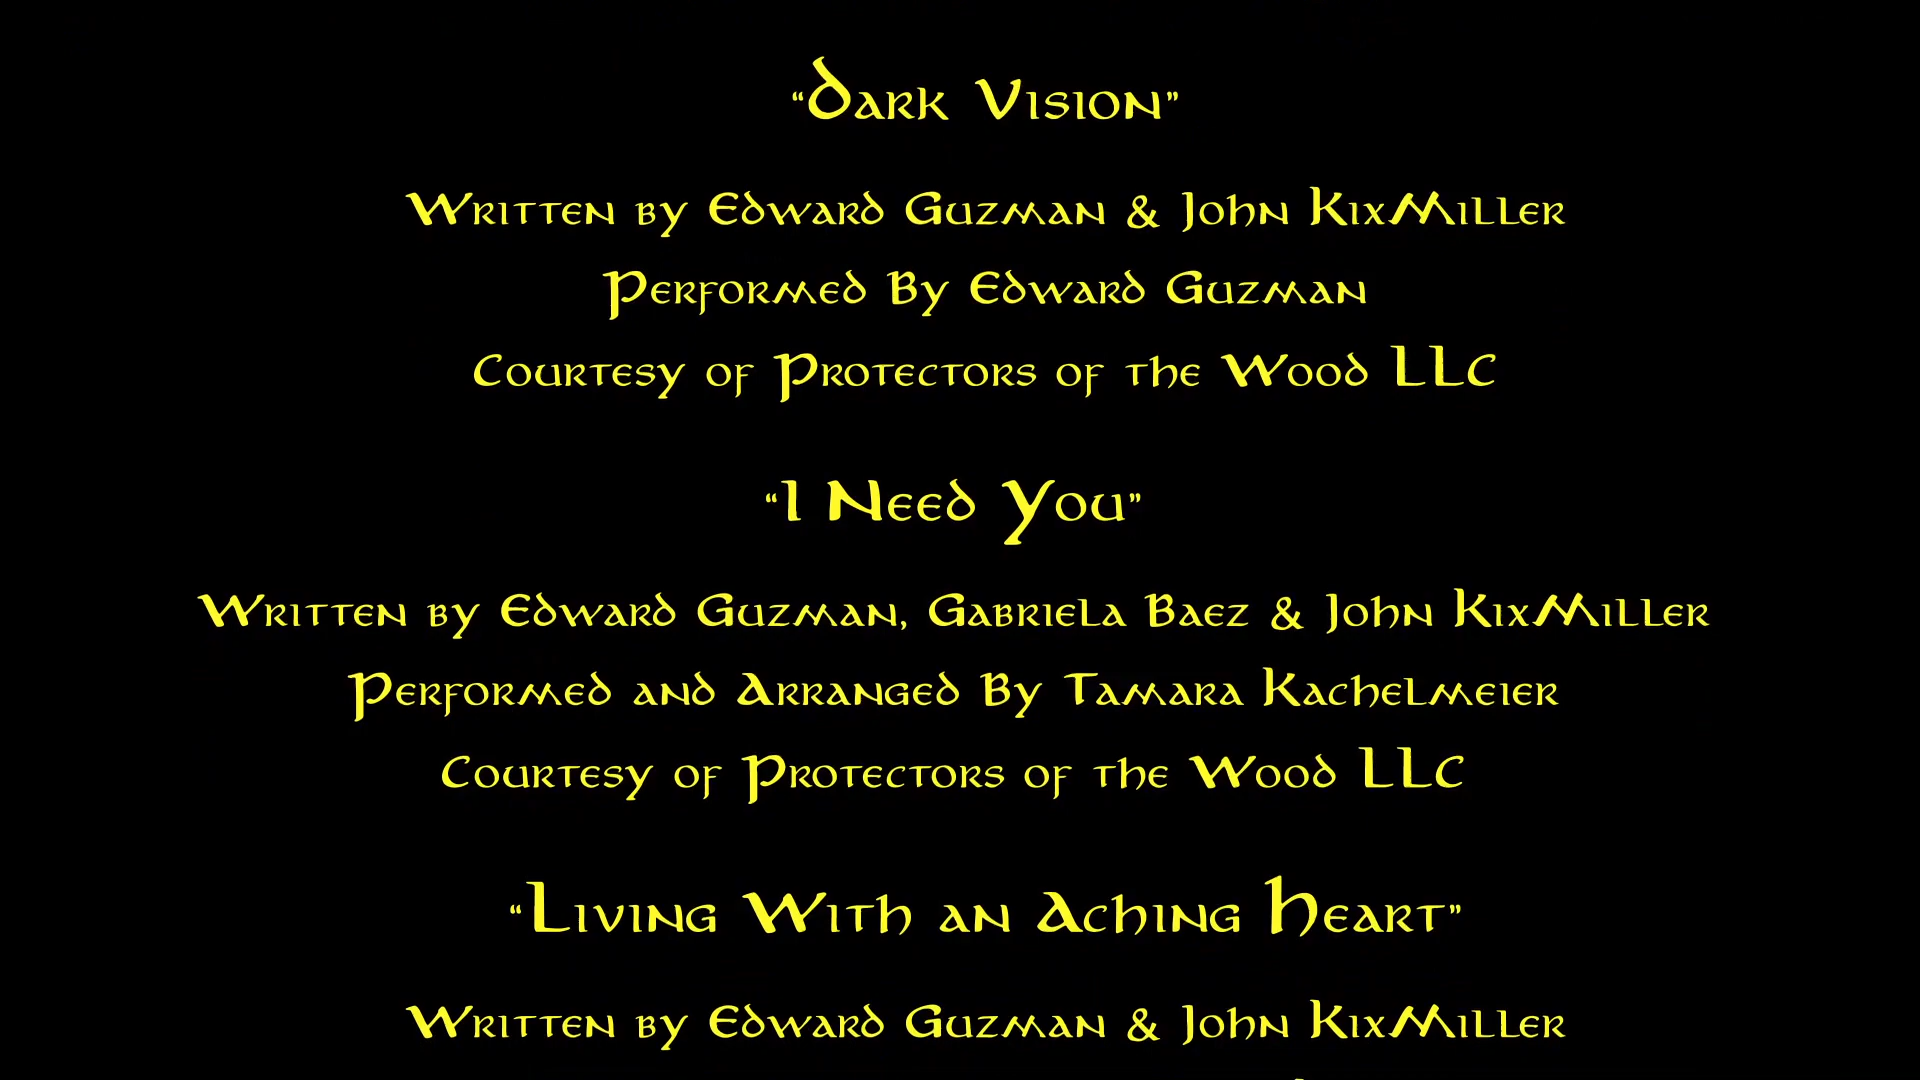 “Dark Vision”
Written by Edward Guzman & John KixMiller
Performed By Edward Guzman
Courtesy of Protectors of the Wood LLC
“I Need You”
Written by Edward Guzman, Gabriela Baez & John KixMiller
Performed and Arranged By Tamara Kachelmeier
Courtesy of Protectors of the Wood LLC
“Living With an Aching Heart”
Written by Edward Guzman & John KixMiller